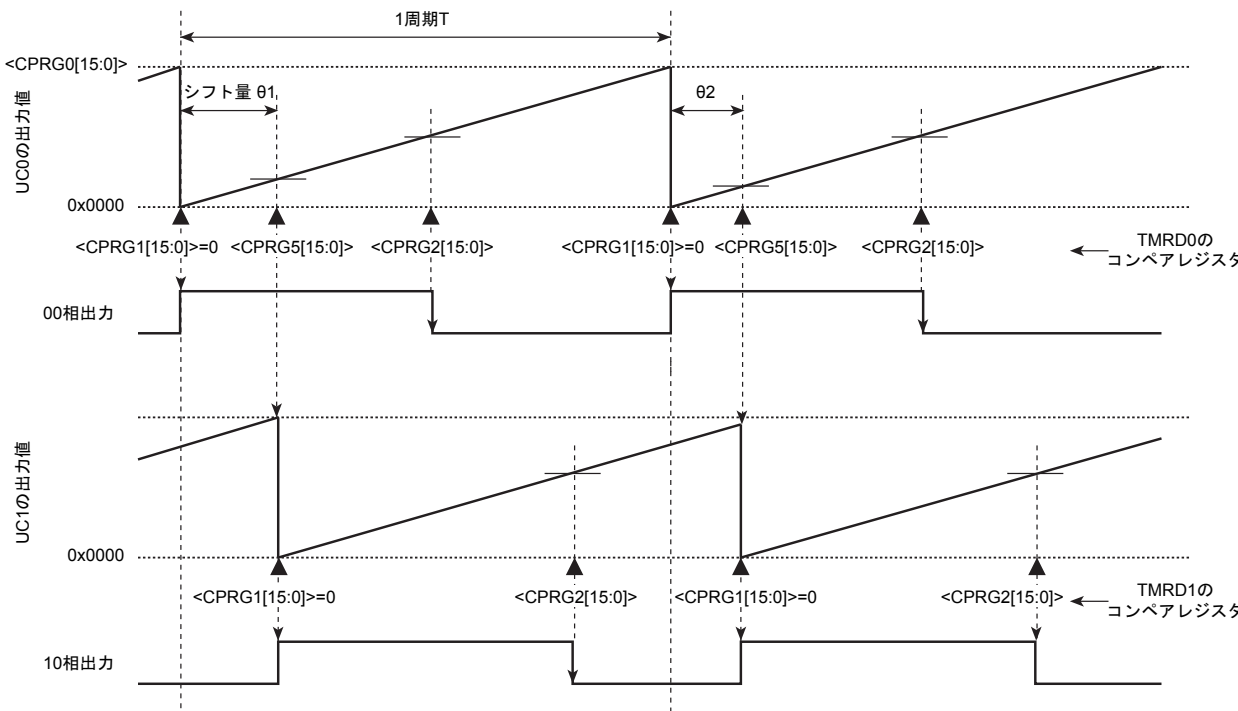 1周期T
<CPRG0[15:0]>
シフト量 θ1
θ2
UC0の出力値
0x0000
<CPRG1[15:0]>=0
<CPRG5[15:0]>
<CPRG2[15:0]>
<CPRG1[15:0]>=0
<CPRG5[15:0]>
<CPRG2[15:0]>
TMRD0の
コンペアレジスタ
00相出力
UC1の出力値
0x0000
<CPRG1[15:0]>=0
<CPRG2[15:0]>
<CPRG1[15:0]>=0
<CPRG2[15:0]>
TMRD1の
コンペアレジスタ
10相出力